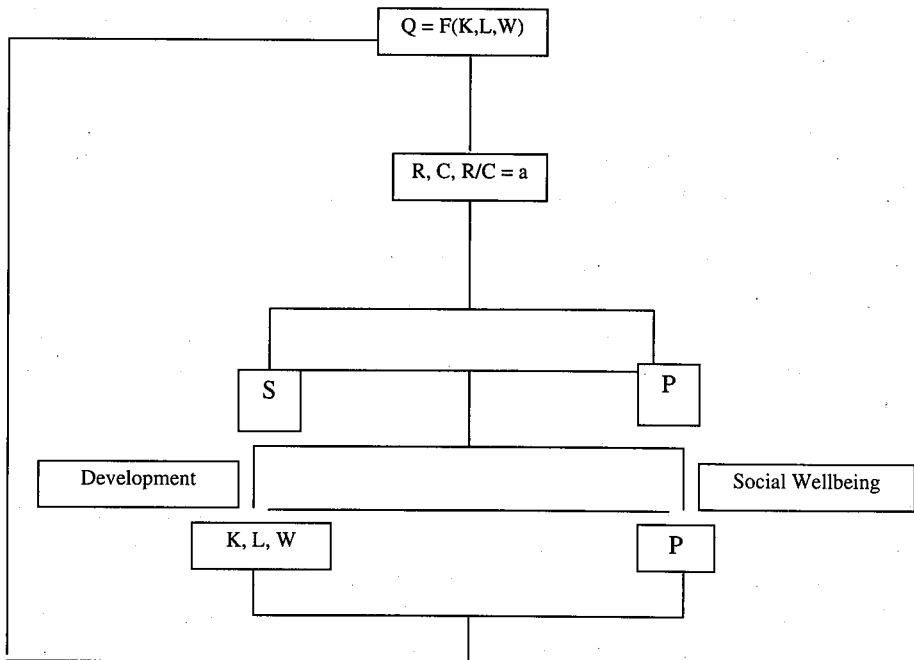 Q = F(K,L,W)
R, C, R/C = a
S
P
Development
Social Wellbeing
K, L, W
P